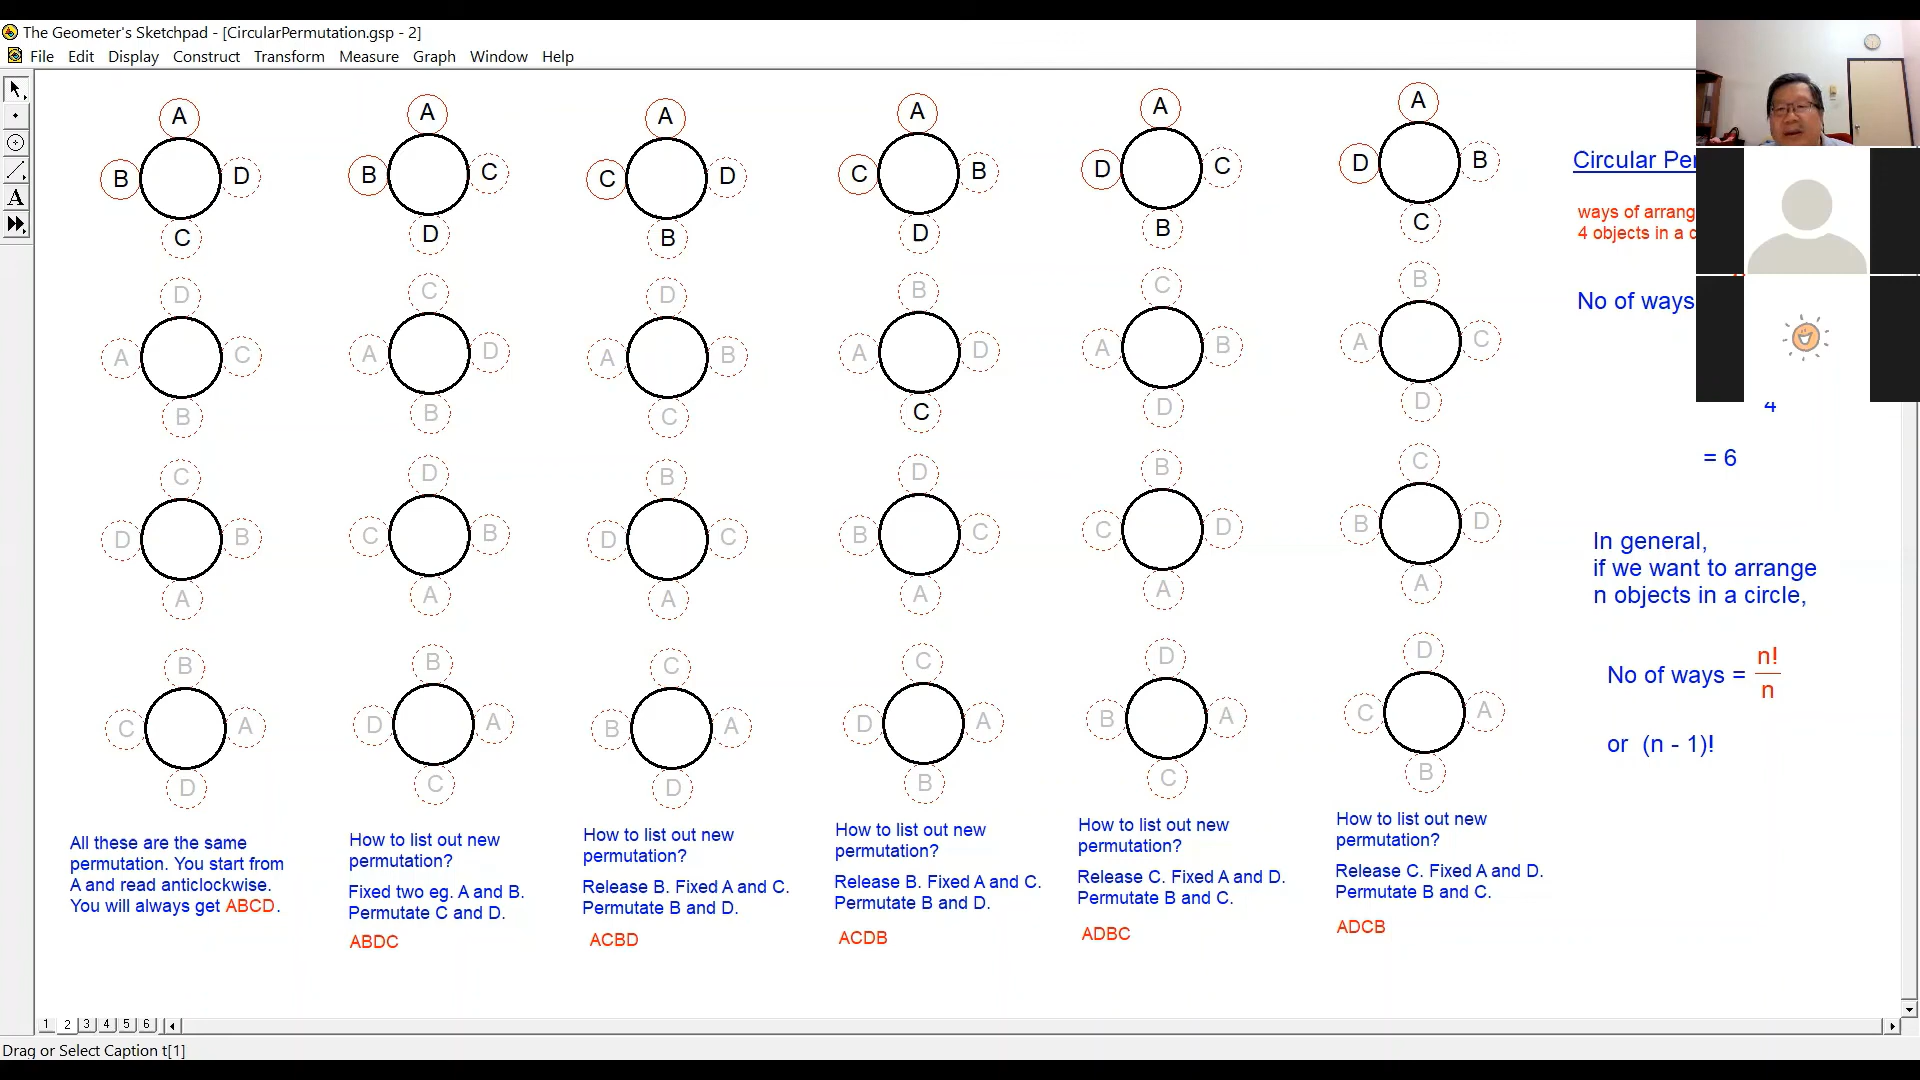 The Geometer's Sketchpad - [CircularPermutation.gsp - 2]
File Edit Display Construct Transform Measure Graph Window Help
A
B D
C
A
B C
D
A
C D
B
A
C B
D
A
D C
B
A
D B
C
D
A C
B
C
A D
B
D
A B
C
B
A D
C
C
A B
D
B
A C
D
C
D B
A
D
C B
A
B
D C
A
D
B C
A
B
C D
A
C
B D
A
B
C A
D
B
D A
C
C
B A
D
C
D A
B
D
B A
C
D
C A
B
All these are the same
permutation. You start from
A and read anticlockwise.
You will always get ABCD.
How to list out new
permutation?
Fixed two eg. A and B.
Permutate C and D.
ABDC
How to list out new
permutation?
Release B. Fixed A and C.
Permutate B and D.
ACBD
How to list out new
permutation?
Release B. Fixed A and C.
Permutate B and D.
ACDB
How to list out new
permutation?
Release C. Fixed A and D.
Permutate B and C.
ADBC
How to list out new
permutation?
Release C. Fixed A and D.
Permutate B and C.
ADCB
Circular
ways of
4 objects in a
No of ways
4
= 6
In general,
if we want to arrange
n objects in a circle,
No of ways = n!
n
or (n - 1)!
1 2 3 4 5 6
Drag or Select Caption t[1]
A